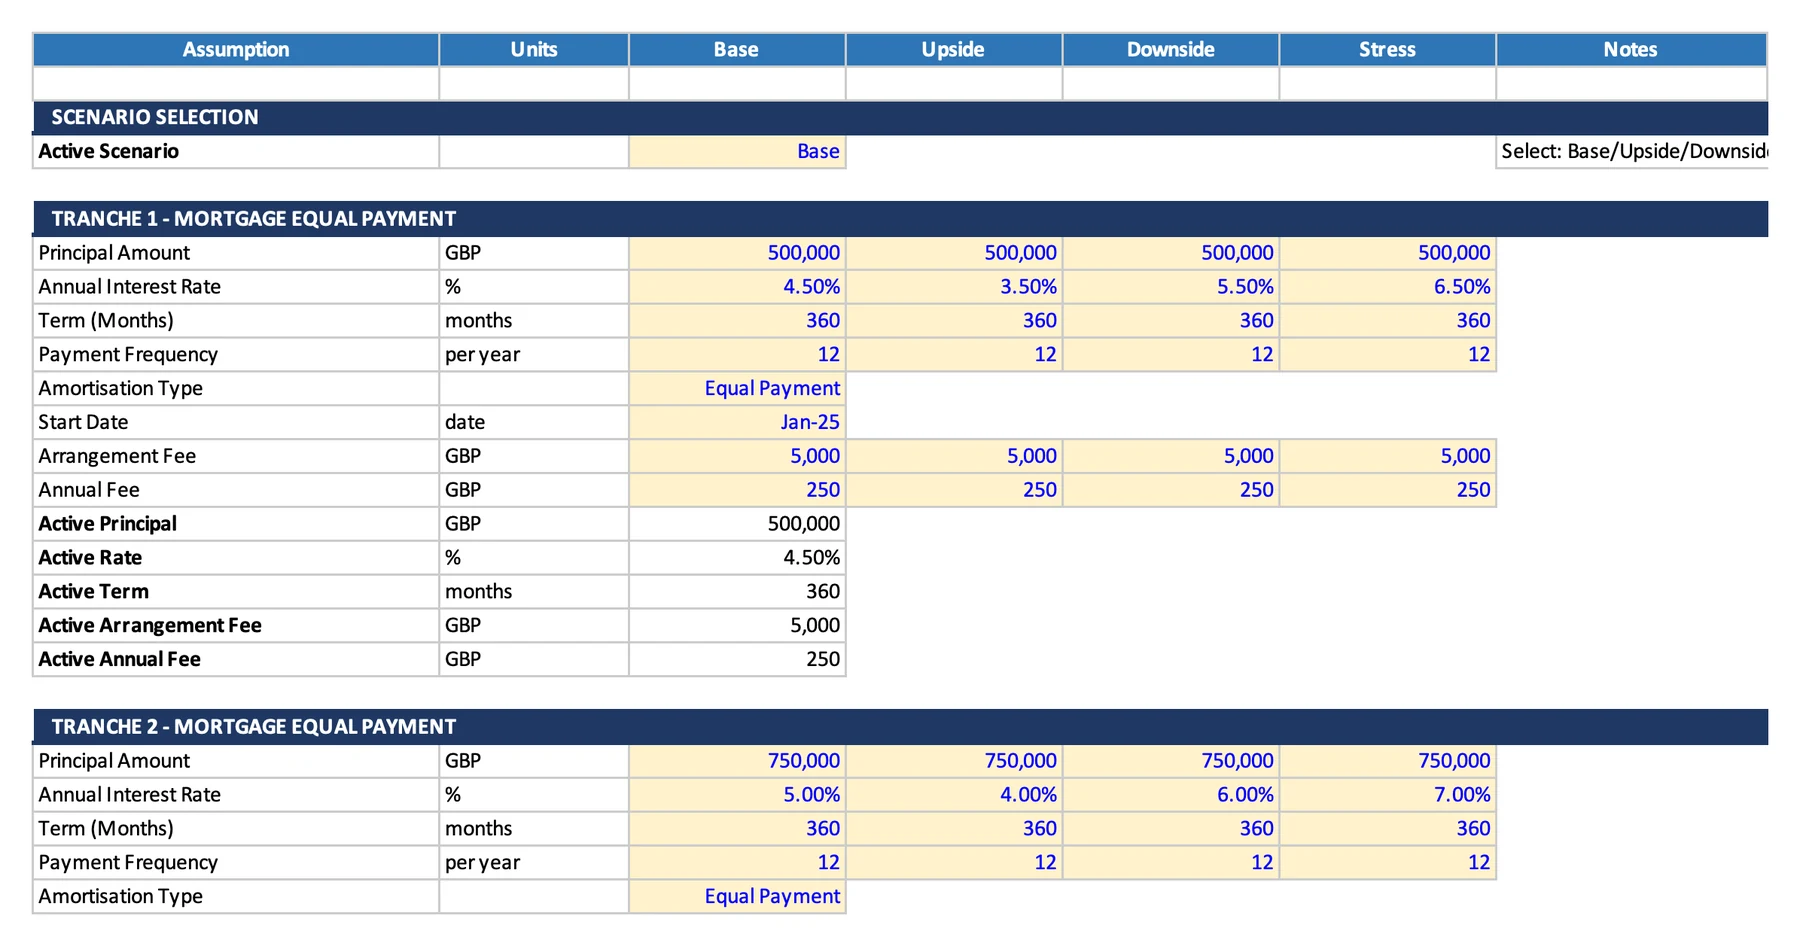 Assumption Units Base Upside Downside Stress Notes
SCENARIO SELECTION
Active Scenario Base Select: Base/Upside/Downside
TRANCHE 1 - MORTGAGE EQUAL PAYMENT
Principal Amount GBP 500,000 500,000 500,000 500,000
Annual Interest Rate % 4.50% 3.50% 5.50% 6.50%
Term (Months) months 360 360 360 360
Payment Frequency per year 12 12 12 12
Amortisation Type Equal Payment
Start Date date Jan-25
Arrangement Fee GBP 5,000 5,000 5,000 5,000
Annual Fee GBP 250 250 250 250
Active Principal GBP 500,000
Active Rate % 4.50%
Active Term months 360
Active Arrangement Fee GBP 5,000
Active Annual Fee GBP 250
TRANCHE 2 - MORTGAGE EQUAL PAYMENT
Principal Amount GBP 750,000 750,000 750,000 750,000
Annual Interest Rate % 5.00% 4.00% 6.00% 7.00%
Term (Months) months 360 360 360 360
Payment Frequency per year 12 12 12 12
Amortisation Type Equal Payment